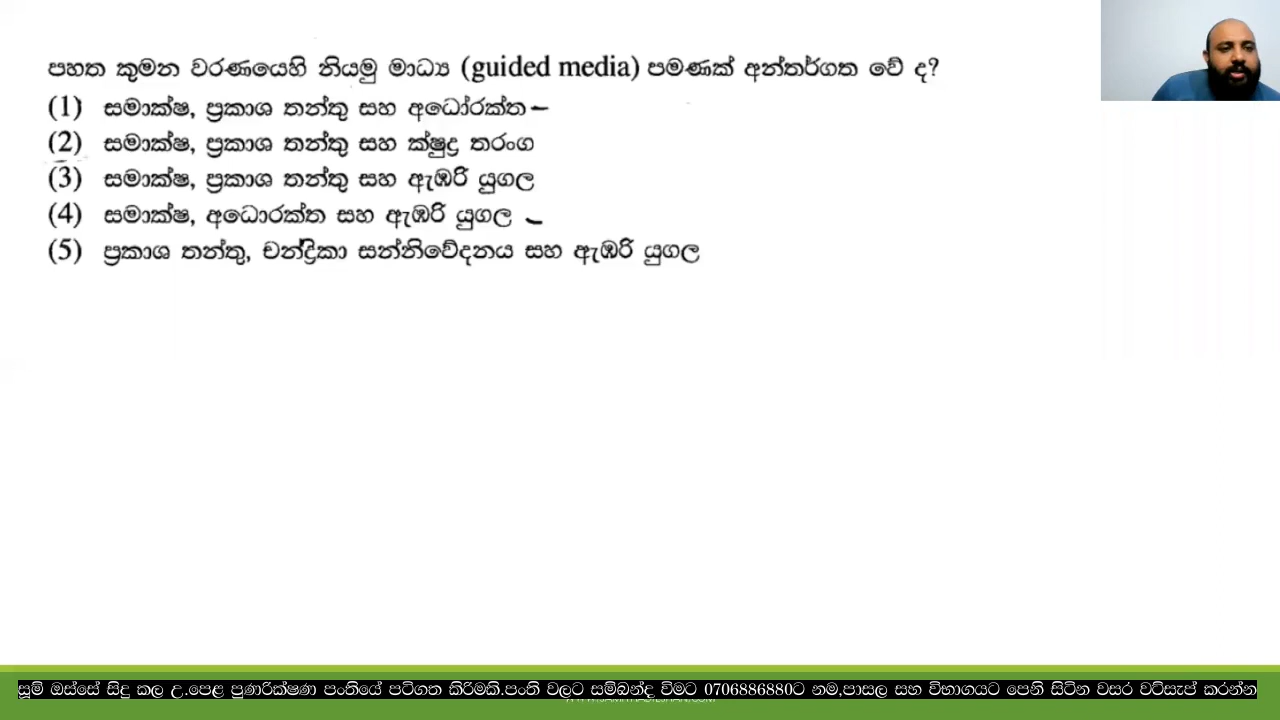 පහත කුමන වරණයෙහි නියමු මාධ්‍ය (guided media) පමණක් අන්තර්ගත වේ ද?
(1) සමාක්ෂ, ප්‍රකාශ තන්තු සහ අධෝරක්ත
(2) සමාක්ෂ, ප්‍රකාශ තන්තු සහ ක්ෂුද්‍ර තරංග
(3) සමාක්ෂ, ප්‍රකාශ තන්තු සහ ඇඹරි යුගල
(4) සමාක්ෂ, අධොරක්ත සහ ඇඹරි යුගල
(5) ප්‍රකාශ තන්තු, චන්ද්‍රිකා සන්නිවේදනය සහ ඇඹරි යුගල
සූම් ඔස්සේ සිදු කල උ.පෙළ පුණරික්ෂණ පංතියේ පටිගත කිරිමකි.පංති වලට සම්බන්ද විමට 0706886880ට නම,පාසල සහ විභාගයට පෙනි සිටින වසර වට්සැප් කරන්න